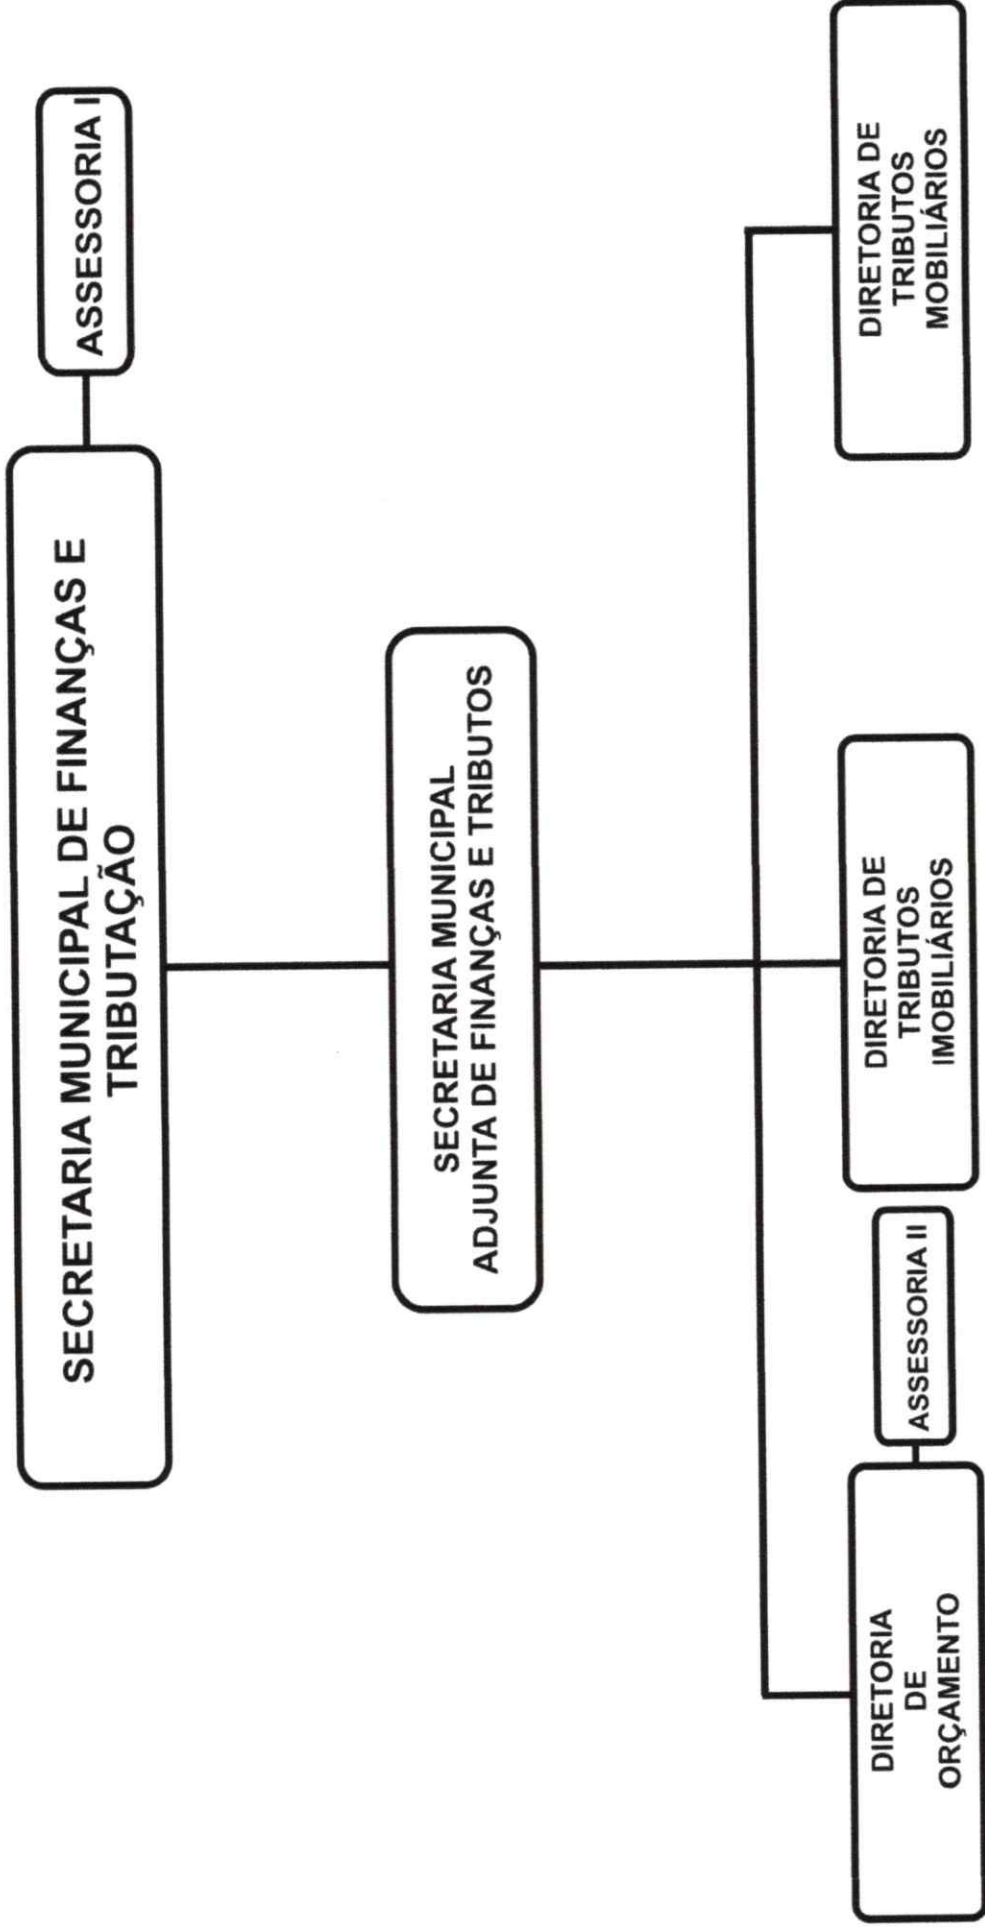 SECRETARIA MUNICIPAL DE FINANÇAS E
TRIBUTAÇÃO
ASSESSORIA I
SECRETARIA MUNICIPAL
ADJUNTA DE FINANÇAS E TRIBUTOS
DIRETORIA
DE
ORÇAMENTO
ASSESSORIA II
DIRETORIA DE
TRIBUTOS
IMOBILIÁRIOS
DIRETORIA DE
TRIBUTOS
MOBILIÁRIOS